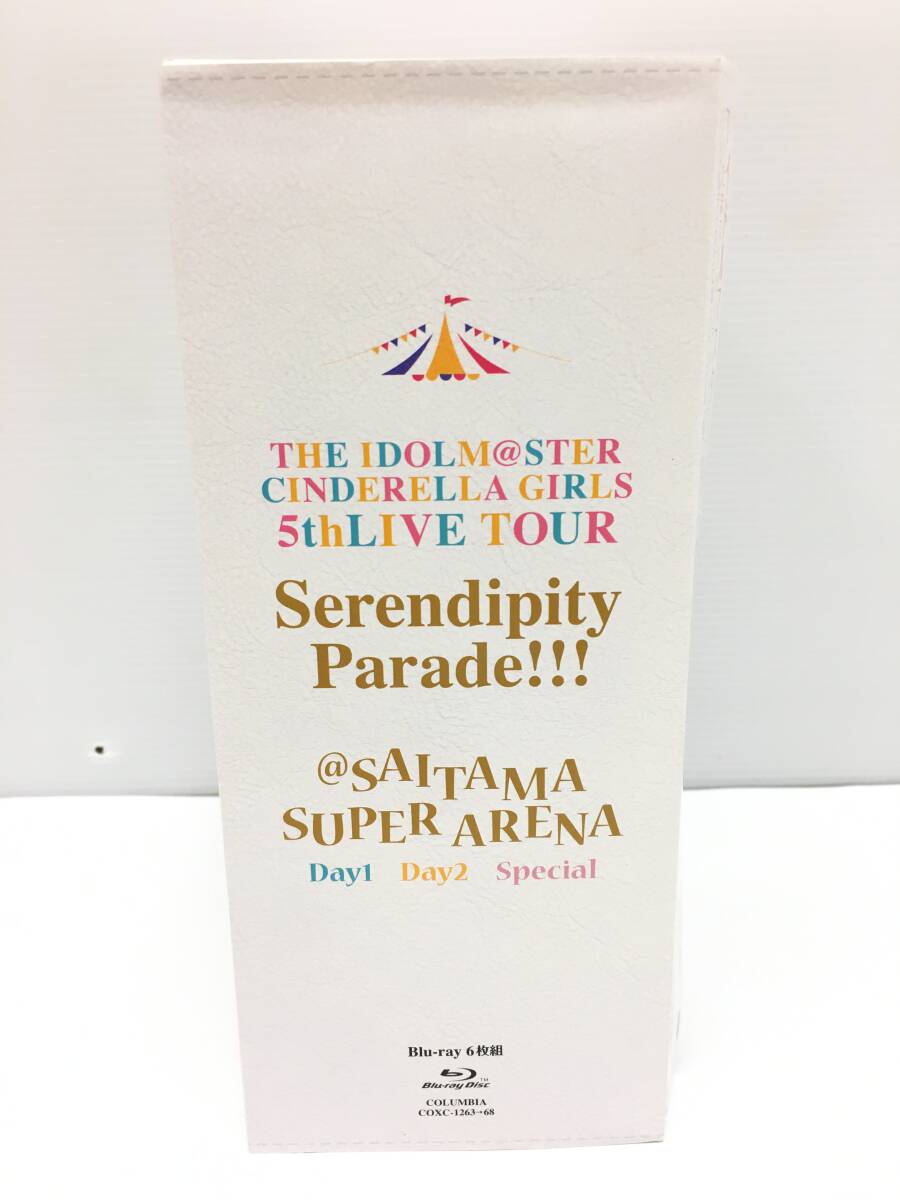 THE IDOLM@STER
CINDERELLA GIRLS
5thLIVE TOUR
Serendipity
Parade!!!
@SAITAMA
SUPER ARENA
Day1 Day2 Special
Blu-ray 6枚組
Blu-ray Disc™
COLUMBIA
COXC-1263→68